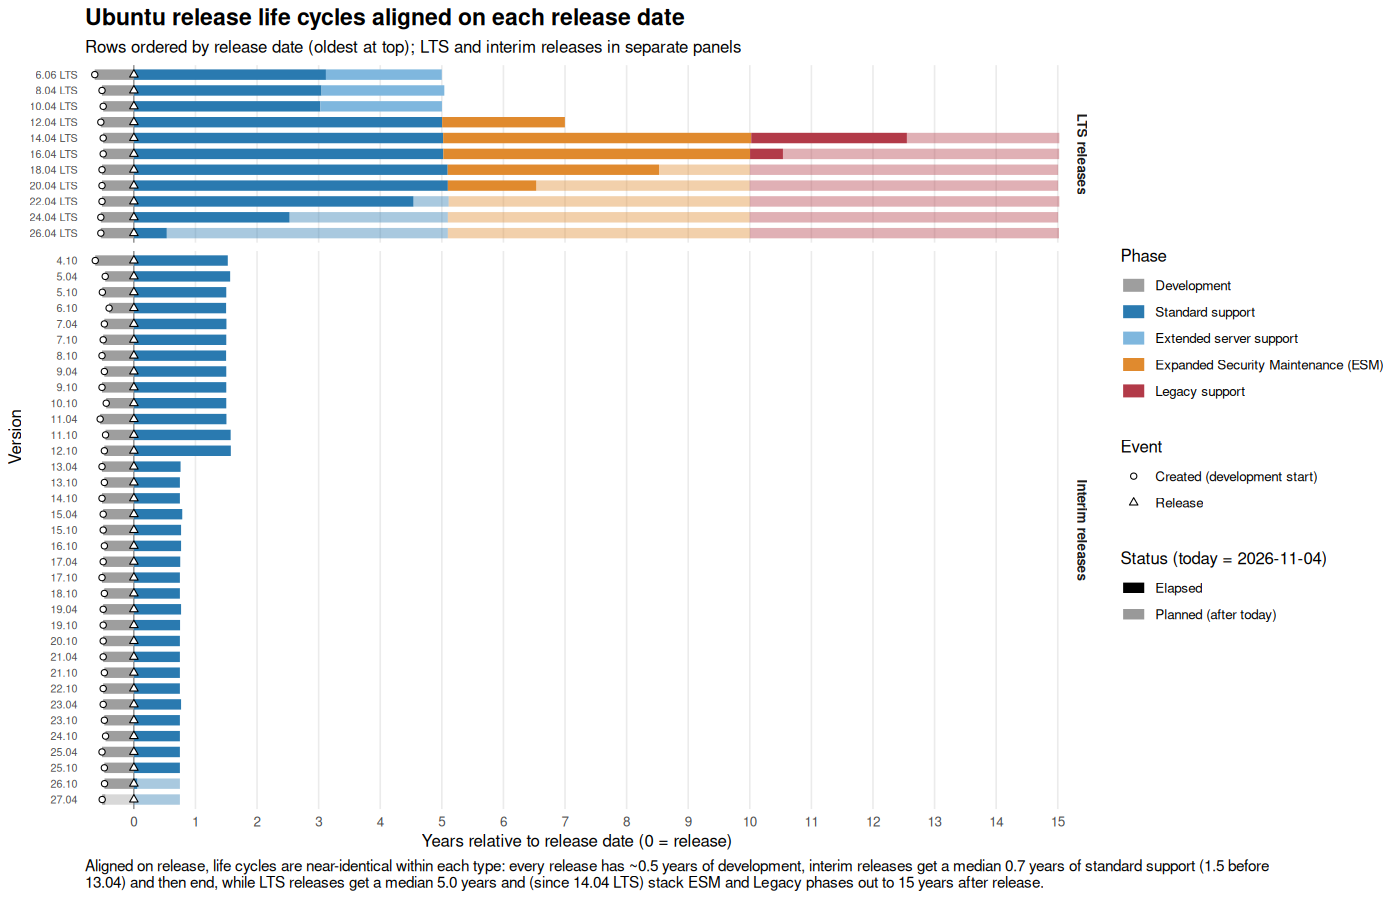 Ubuntu release life cycles aligned on each release date
Rows ordered by release date (oldest at top); LTS and interim releases in separate panels
6.06 LTS
8.04 LTS
10.04 LTS
12.04 LTS
14.04 LTS
16.04 LTS
18.04 LTS
20.04 LTS
22.04 LTS
24.04 LTS
26.04 LTS
LTS releases
4.10
5.04
5.10
6.10
7.04
7.10
8.10
9.04
9.10
10.10
11.04
11.10
12.10
13.04
13.10
14.10
15.04
15.10
16.10
17.04
17.10
18.10
19.04
19.10
20.10
21.04
21.10
22.10
23.04
23.10
24.10
25.04
25.10
26.10
27.04
Interim releases
Version
0 1 2 3 4 5 6 7 8 9 10 11 12 13 14 15
Years relative to release date (0 = release)
Phase
Development
Standard support
Extended server support
Expanded Security Maintenance (ESM)
Legacy support
Event
Created (development start)
Release
Status (today = 2026-11-04)
Elapsed
Planned (after today)
Aligned on release, life cycles are near-identical within each type: every release has ~0.5 years of development, interim releases get a median 0.7 years of standard support (1.5 before
13.04) and then end, while LTS releases get a median 5.0 years and (since 14.04 LTS) stack ESM and Legacy phases out to 15 years after release.